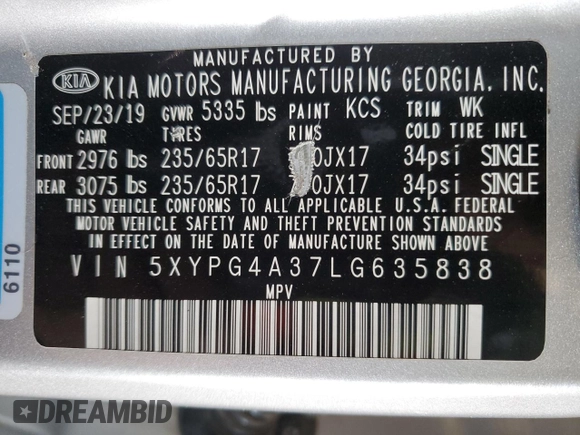 MANUFACTURED BY
KIA KIA MOTORS MANUFACTURING GEORGIA, INC.
SEP/23/19 GVWR 5335 lbs PAINT KCS TRIM WK
GAWR TIRES RIMS COLD TIRE INFL
FRONT 2976 lbs 235/65R17 0JX17 34psi SINGLE
REAR 3075 lbs 235/65R17 0JX17 34psi SINGLE
THIS VEHICLE CONFORMS TO ALL APPLICABLE U.S.A. FEDERAL
MOTOR VEHICLE SAFETY AND THEFT PREVENTION STANDARDS
IN EFFECT ON THE DATE OF MANUFACTURE SHOWN ABOVE.
VIN 5XYPG4A37LG635838
MPV
6110
DREAMBID